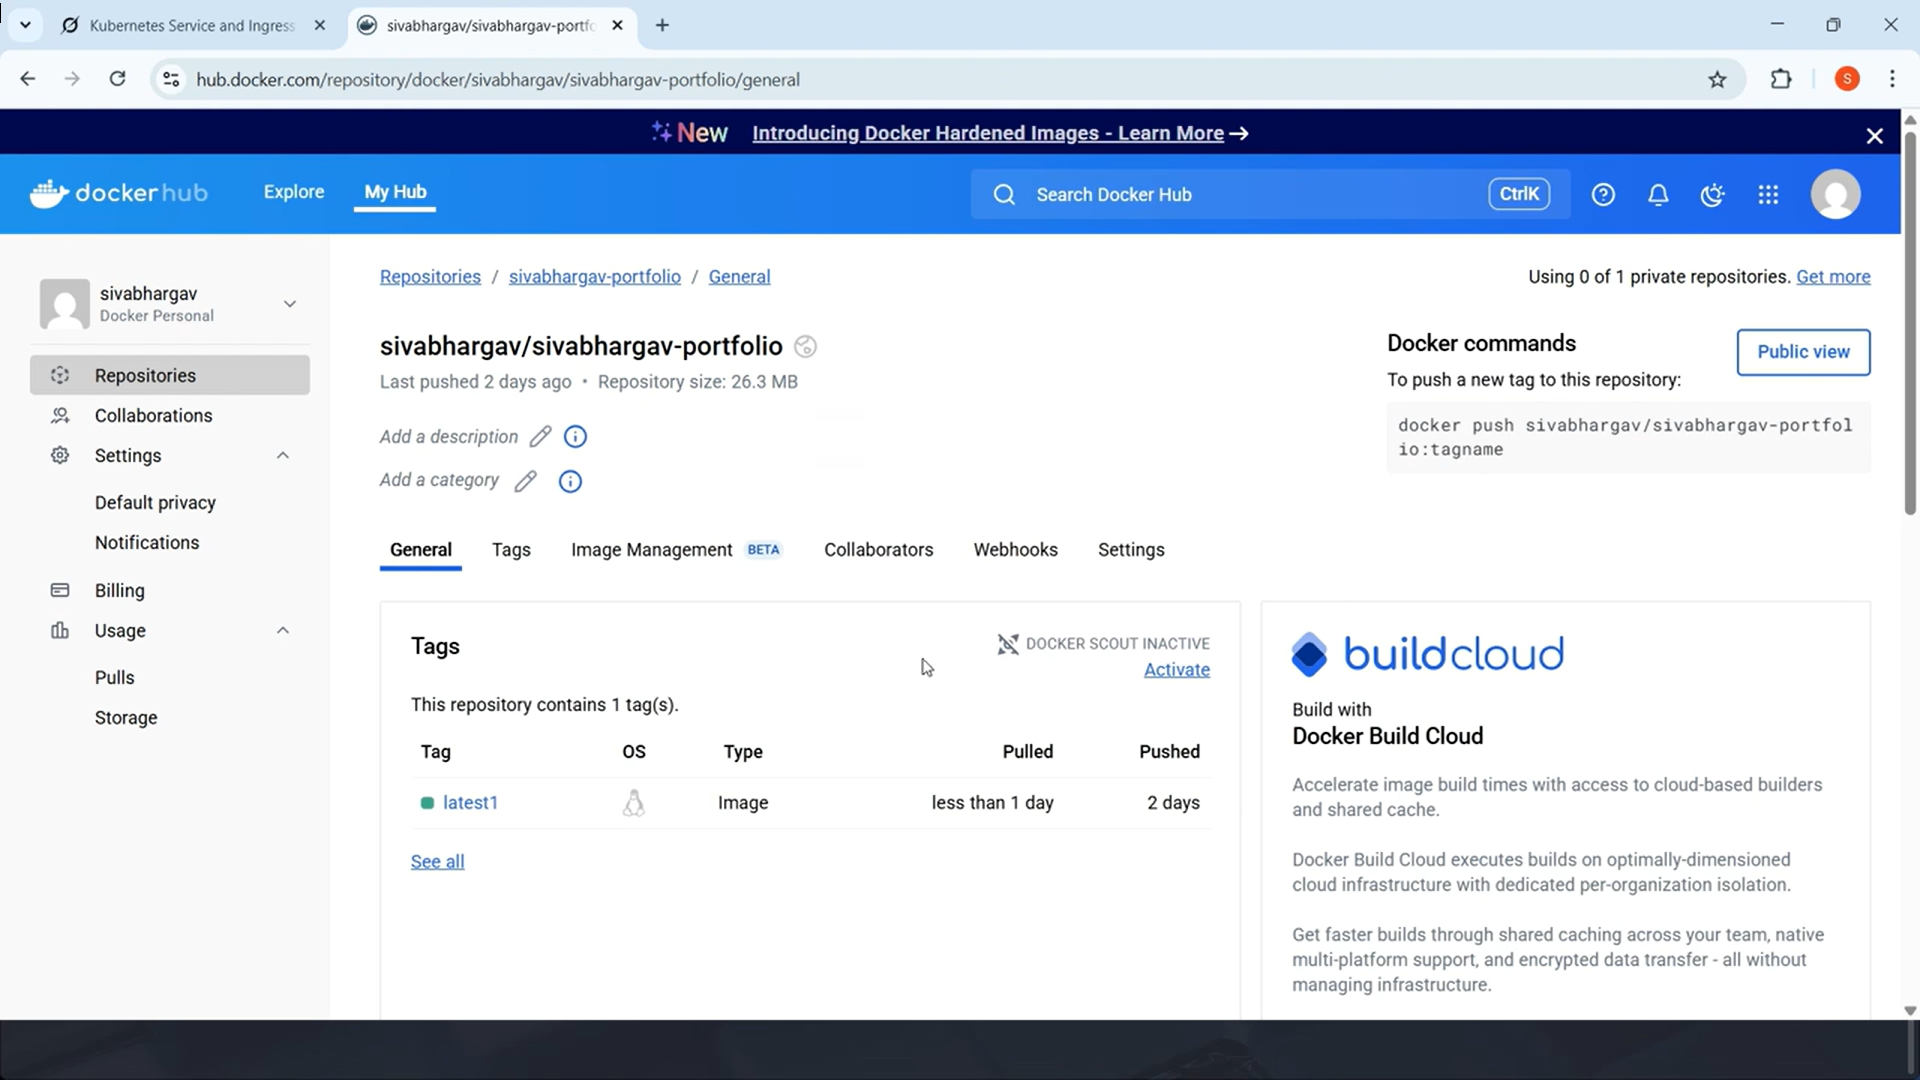 Kubernetes Service and Ingress
sivabhargav/sivabhargav-portfo
hub.docker.com/repository/docker/sivabhargav/sivabhargav-portfolio/general
S
New Introducing Docker Hardened Images - Learn More →
dockerhub
Explore
My Hub
Search Docker Hub
CtrlK
sivabhargav
Docker Personal
Repositories
Collaborations
Settings
Default privacy
Notifications
Billing
Usage
Pulls
Storage
Repositories / sivabhargav-portfolio / General
Using 0 of 1 private repositories. Get more
sivabhargav/sivabhargav-portfolio
Last pushed 2 days ago • Repository size: 26.3 MB
Add a description
Add a category
Docker commands
Public view
To push a new tag to this repository:
docker push sivabhargav/sivabhargav-portfol
io:tagname
General Tags Image Management BETA Collaborators Webhooks Settings
Tags
DOCKER SCOUT INACTIVE
Activate
This repository contains 1 tag(s).
Tag OS Type Pulled Pushed
latest1 Image less than 1 day 2 days
See all
buildcloud
Build with
Docker Build Cloud
Accelerate image build times with access to cloud-based builders
and shared cache.
Docker Build Cloud executes builds on optimally-dimensioned
cloud infrastructure with dedicated per-organization isolation.
Get faster builds through shared caching across your team, native
multi-platform support, and encrypted data transfer - all without
managing infrastructure.